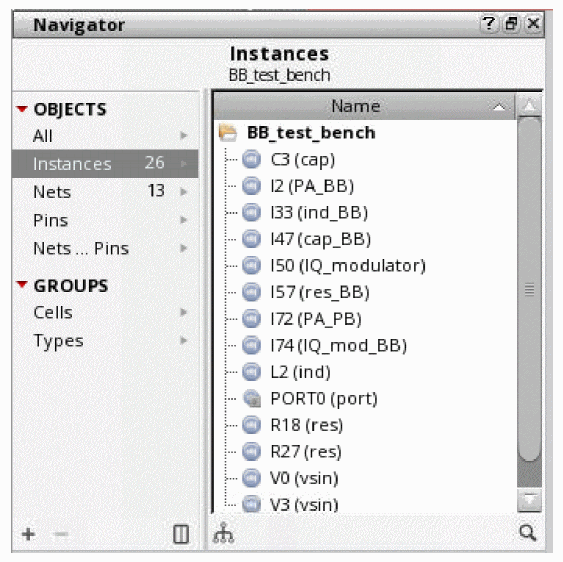 Navigator
Instances
BB_test_bench
OBJECTS
All
Instances 26
Nets 13
Pins
Nets ... Pins
GROUPS
Cells
Types
Name
BB_test_bench
C3 (cap)
I2 (PA_BB)
I33 (ind_BB)
I47 (cap_BB)
I50 (IQ_modulator)
I57 (res_BB)
I72 (PA_PB)
I74 (IQ_mod_BB)
L2 (ind)
PORT0 (port)
R18 (res)
R27 (res)
V0 (vsin)
V3 (vsin)